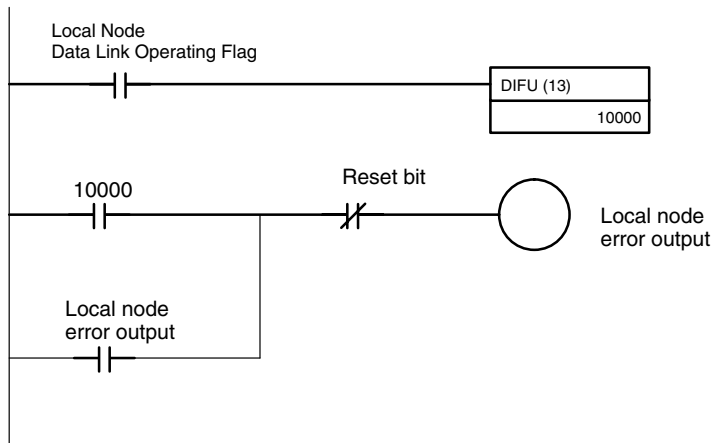 Local Node
Data Link Operating Flag
DIFU (13)
10000
10000
Reset bit
Local node
error output
Local node
error output